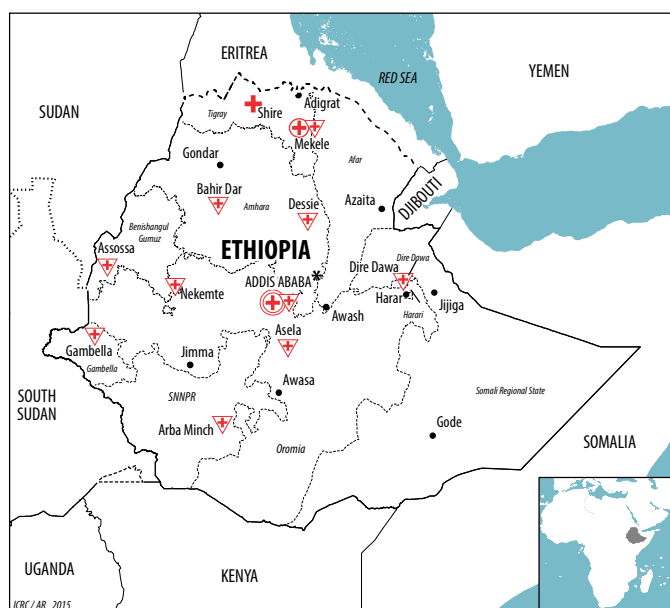 ERITREA
RED SEA
YEMEN
SUDAN
Tigray
Shire
Adigrat
Mekele
Gondar
Afar
Bahir Dar
Amhara
Dessie
Azaita
DJIBOUTI
Benishangul
Gumuz
Assossa
ETHIOPIA
Dire Dawa
Dire Dawa
ADDIS ABABA
*
Nekemte
Harar
Jijiga
Awash
Harari
Asela
Gambella
Gambella
Jimma
SOUTH
SUDAN
SNNPR
Awasa
Somali Regional State
Arba Minch
Oromia
Gode
SOMALIA
UGANDA
KENYA
ICRC / AR_2015